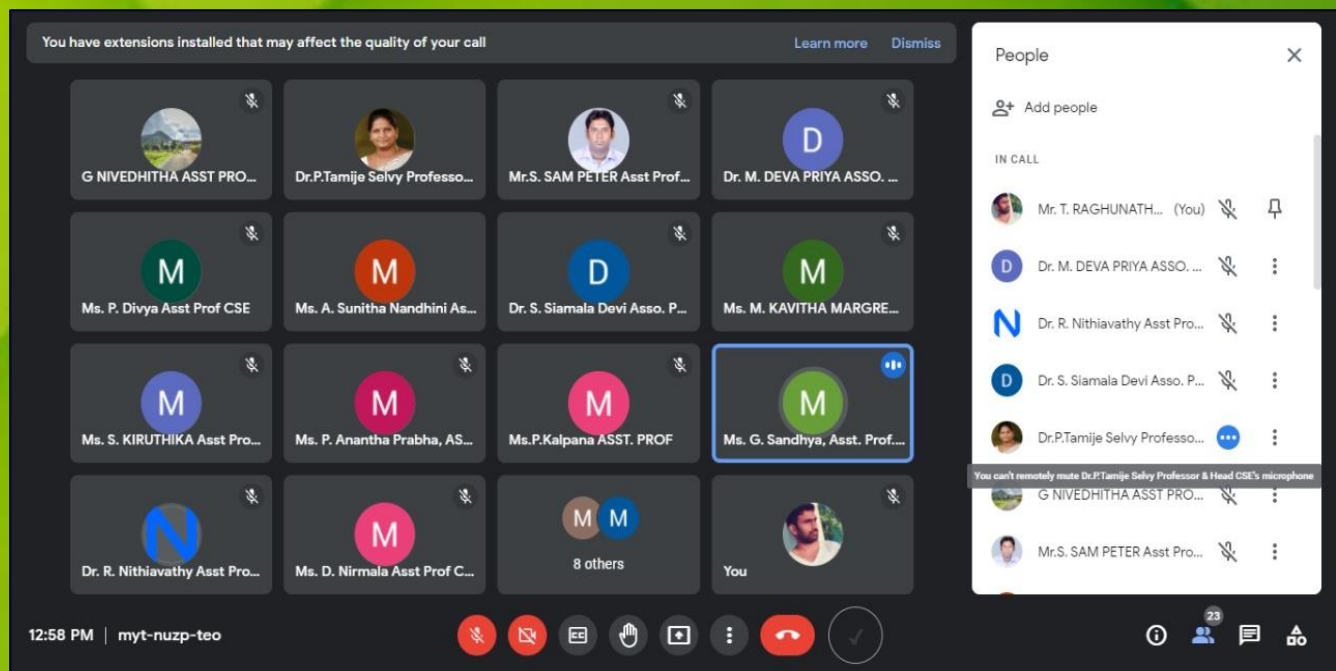 You have extensions installed that may affect the quality of your call
Learn more Dismiss
G NIVEDHITHA ASST PRO...
Dr.P.Tamije Selvy Professo...
Mr.S. SAM PETER Asst Prof...
D
Dr. M. DEVA PRIYA ASSO. ...
M
Ms. P. Divya Asst Prof CSE
M
Ms. A. Sunitha Nandhini As...
D
Dr. S. Siamala Devi Asso. P...
M
Ms. M. KAVITHA MARGRE...
M
Ms. S. KIRUTHIKA Asst Pro...
M
Ms. P. Anantha Prabha, AS...
M
Ms.P.Kalpana ASST. PROF
M
Ms. G. Sandhya, Asst. Prof....
N
Dr. R. Nithiavathy Asst Pro...
M
Ms. D. Nirmala Asst Prof C...
M M
8 others
You
12:58 PM | myt-nuzp-teo
CC
People
Add people
IN CALL
Mr. T. RAGHUNATH... (You)
D Dr. M. DEVA PRIYA ASSO. ...
N Dr. R. Nithiavathy Asst Pro...
D Dr. S. Siamala Devi Asso. P...
Dr.P.Tamije Selvy Professo...
You can't remotely mute Dr.P.Tamije Selvy Professor & Head CSE's microphone
G NIVEDHITHA ASST PRO...
Mr.S. SAM PETER Asst Pro...
23